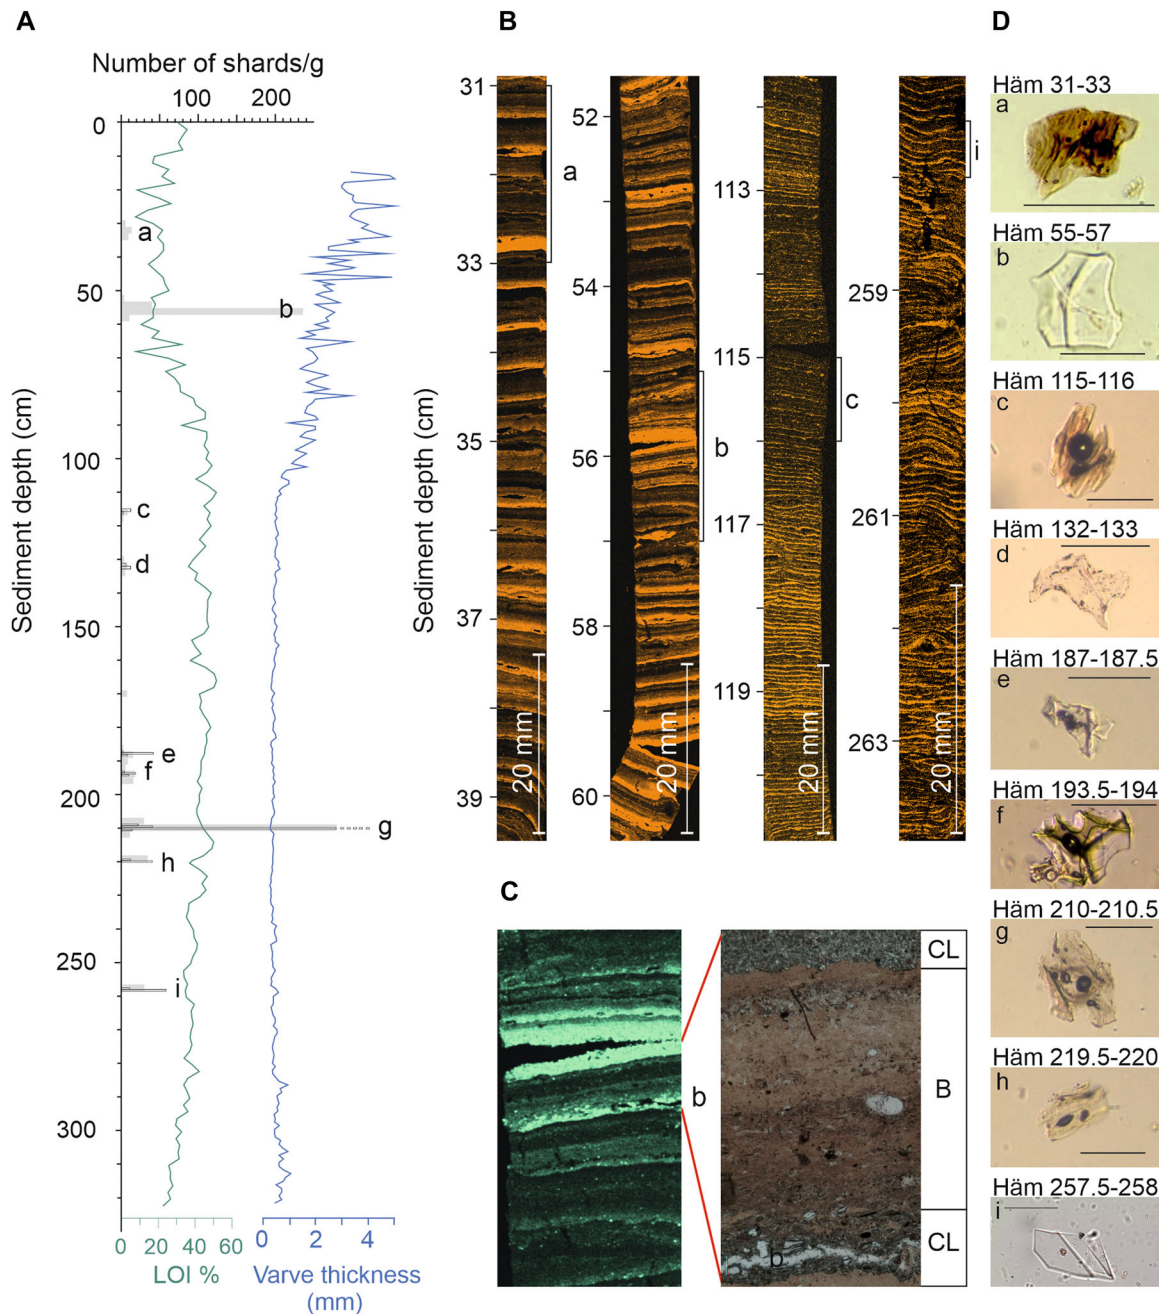 A
Number of shards/g
100 200
0
50
100
150
200
250
300
Sediment depth (cm)
a
b
c
d
e
f
g
h
i
0 20 40 60
LOI %
0 2 4
Varve thickness
(mm)
B
Sediment depth (cm)
31
33
35
37
39
a
20 mm
52
54
56
58
60
b
20 mm
113
115
117
119
c
20 mm
259
261
263
i
20 mm
C
b
CL
B
CL
b
D
Häm 31-33
a
Häm 55-57
b
Häm 115-116
c
Häm 132-133
d
Häm 187-187.5
e
Häm 193.5-194
f
Häm 210-210.5
g
Häm 219.5-220
h
Häm 257.5-258
i